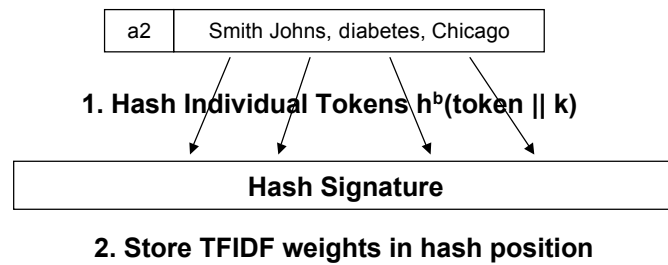 a2 Smith Johns, diabetes, Chicago
1. Hash Individual Tokens hᵇ(token || k)
Hash Signature
2. Store TFIDF weights in hash position